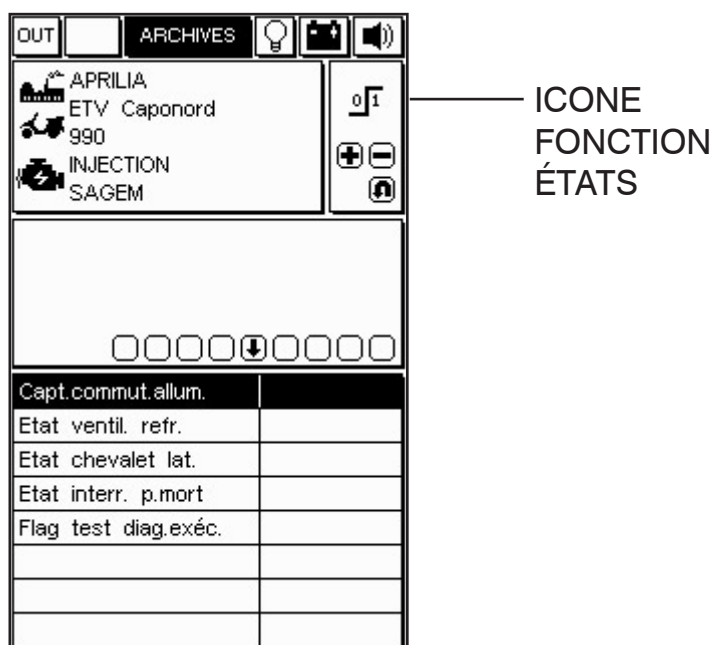 OUT ARCHIVES
APRILIA
ETV Caponord
990
INJECTION
SAGEM
0 1
ICONE
FONCTION
ÉTATS
Capt.commut.allum.
Etat ventil. refr.
Etat chevalet lat.
Etat interr. p.mort
Flag test diag.exéc.